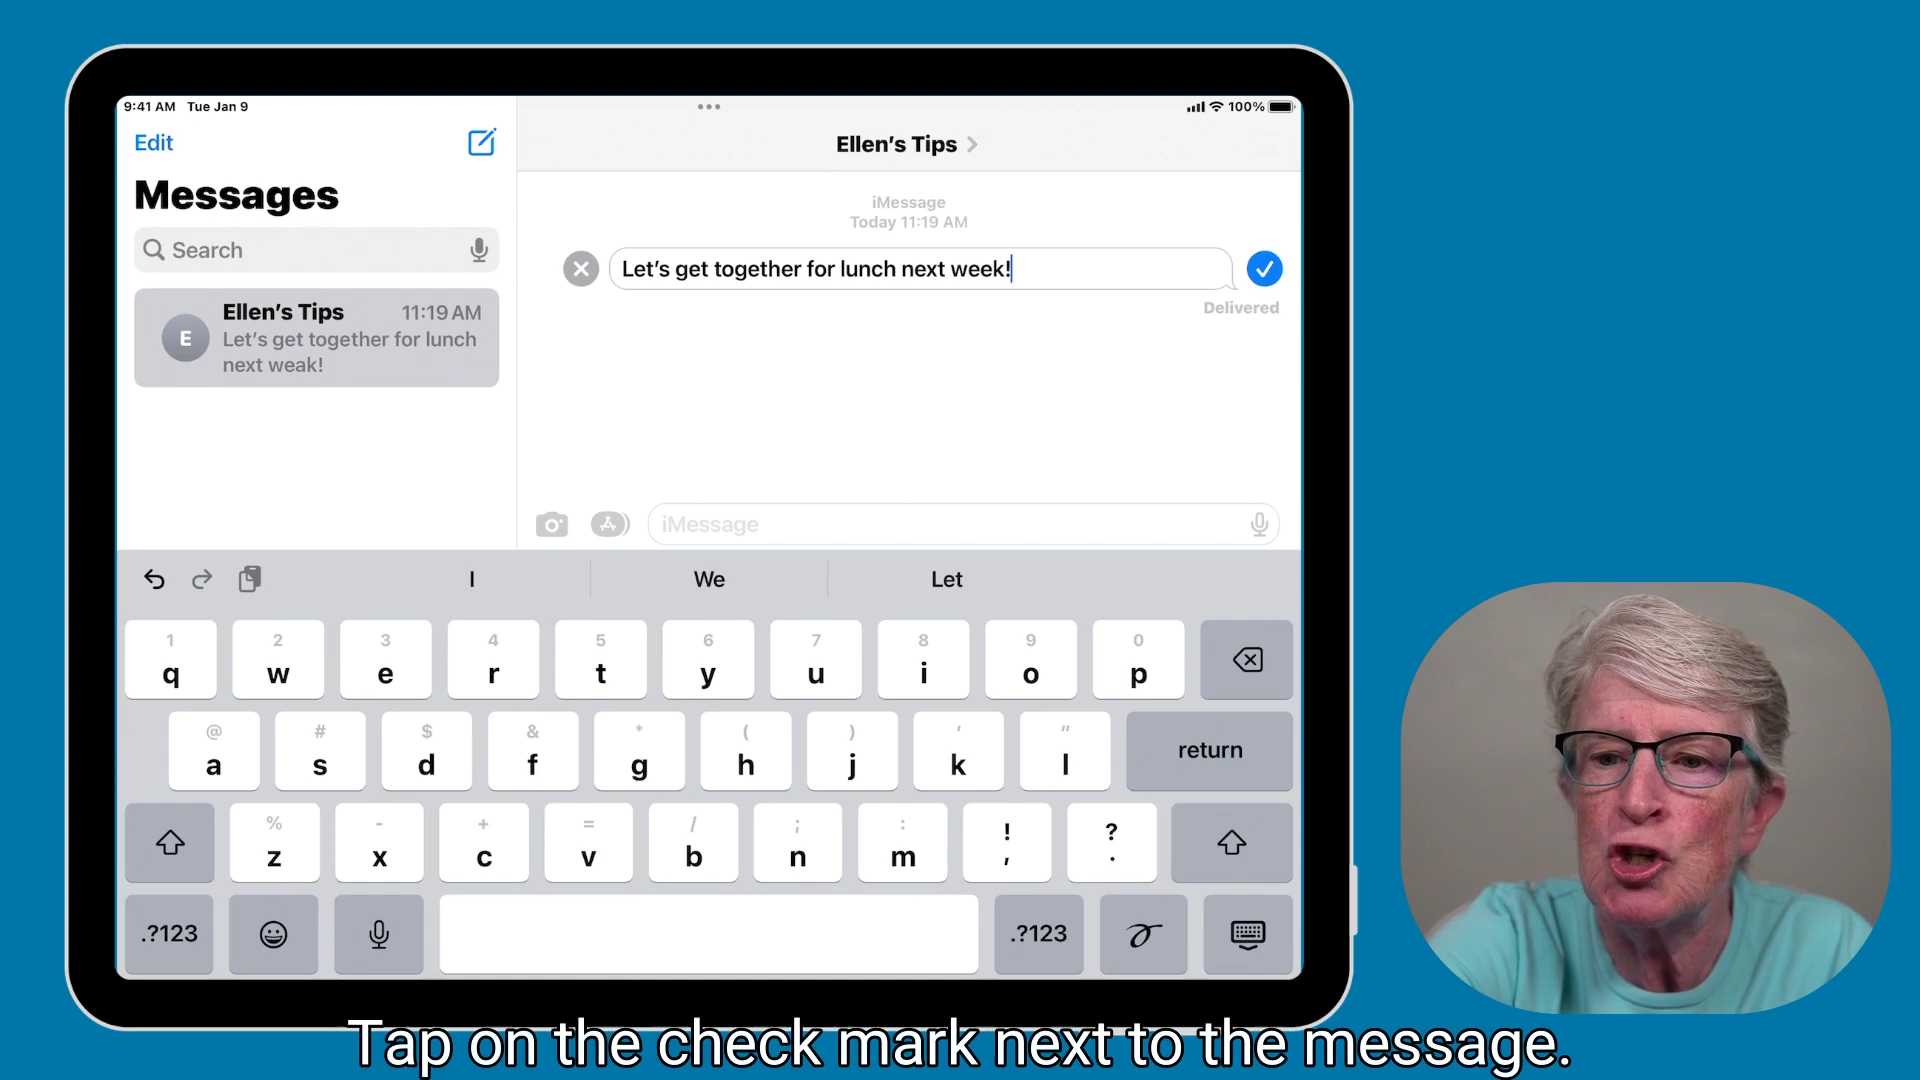 9:41 AM Tue Jan 9
100%
Edit
Messages
Search
E
Ellen's Tips 11:19 AM
Let's get together for lunch
next weak!
Ellen's Tips
iMessage
Today 11:19 AM
Let's get together for lunch next week!
Delivered
iMessage
I We Let
1 2 3 4 5 6 7 8 9 0
q w e r t y u i o p
@ # $ & * ( ) ' "
a s d f g h j k l return
% - + = / ; : ! ?
z x c v b n m , .
.?123 .?123
Tap on the check mark next to the message.